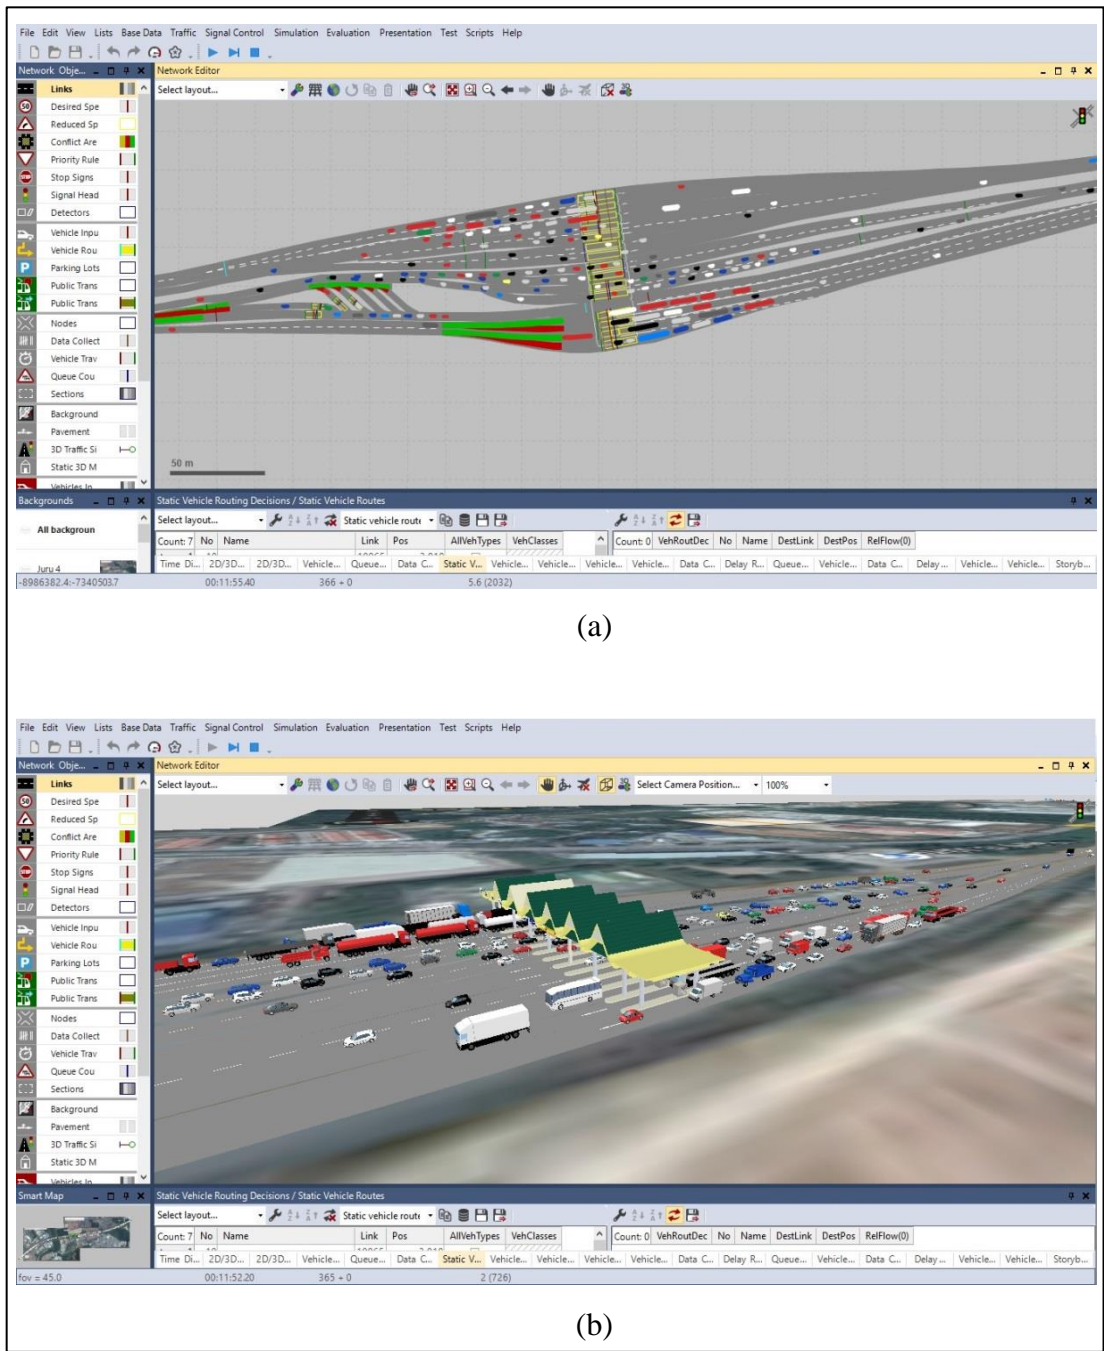 File Edit View Lists Base Data Traffic Signal Control Simulation Evaluation Presentation Test Scripts Help
Network Obje... Network Editor
Links
Select layout...
Desired Spe
Reduced Sp
Conflict Are
Priority Rule
Stop Signs
STOP
Signal Head
Detectors
Vehicle Inpu
Vehicle Rou
Parking Lots
Public Trans
Public Trans
Nodes
Data Collect
Vehicle Trav
Queue Cou
Sections
Background
Pavement
3D Traffic Si
Static 3D M
Vehicles In
50 m
Backgrounds Static Vehicle Routing Decisions / Static Vehicle Routes
All backgroun
Select layout... Static vehicle route
Count: 7 No Name Link Pos AllVehTypes VehClasses Count: 0 VehRoutDec No Name DestLink DestPos RelFlow(0)
Juru 4
Time Di... 2D/3D... 2D/3D... Vehicle... Queue... Data C... Static V... Vehicle... Vehicle... Vehicle... Vehicle... Data C... Delay R... Queue... Vehicle... Data C... Delay ... Vehicle... Vehicle... Storyb...
-8986382.4:-7340503.7 00:11:55.40 366 + 0 5.6 (2032)
(a)
File Edit View Lists Base Data Traffic Signal Control Simulation Evaluation Presentation Test Scripts Help
Network Obje... Network Editor
Links
Select layout... Select Camera Position... 100%
Desired Spe
Reduced Sp
Conflict Are
Priority Rule
Stop Signs
STOP
Signal Head
Detectors
Vehicle Inpu
Vehicle Rou
Parking Lots
Public Trans
Public Trans
Nodes
Data Collect
Vehicle Trav
Queue Cou
Sections
Background
Pavement
3D Traffic Si
Static 3D M
Vehicles In
Smart Map Static Vehicle Routing Decisions / Static Vehicle Routes
Select layout... Static vehicle route
Count: 7 No Name Link Pos AllVehTypes VehClasses Count: 0 VehRoutDec No Name DestLink DestPos RelFlow(0)
Time Di... 2D/3D... 2D/3D... Vehicle... Queue... Data C... Static V... Vehicle... Vehicle... Vehicle... Vehicle... Data C... Delay R... Queue... Vehicle... Data C... Delay ... Vehicle... Vehicle... Storyb...
fov = 45.0 00:11:52.20 365 + 0 2 (726)
(b)